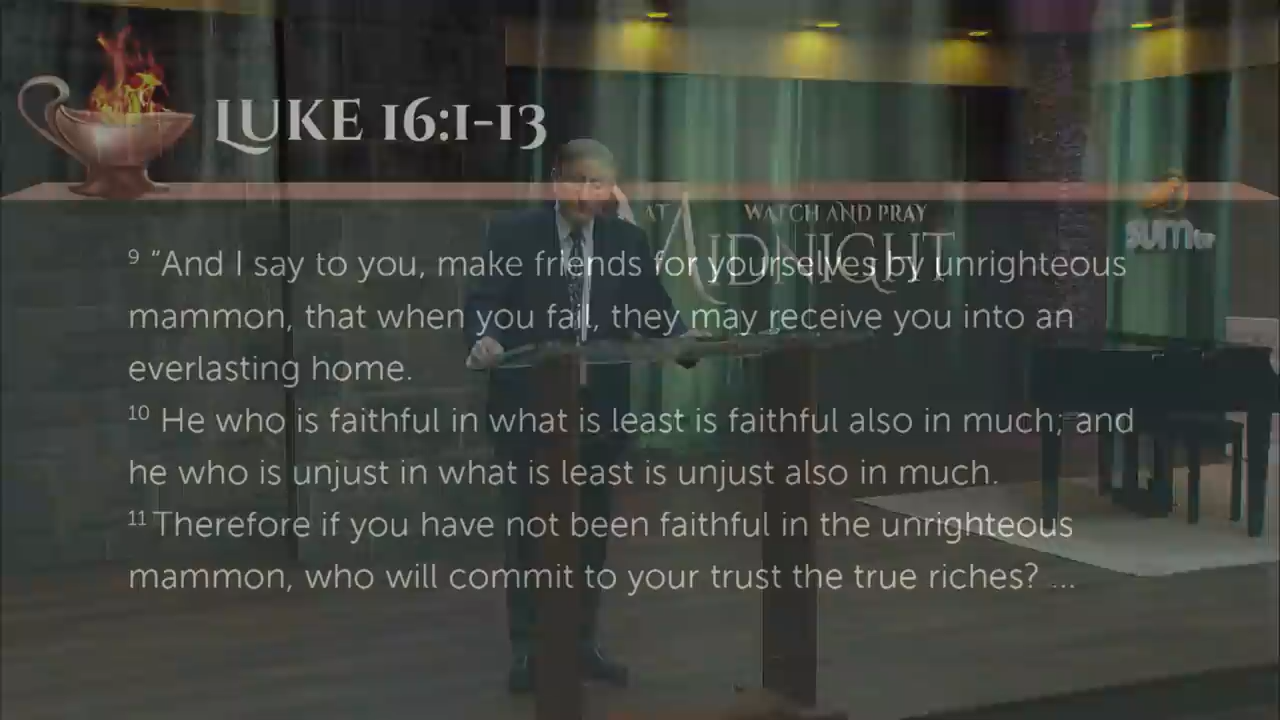 LUKE 16:1-13
AT
WATCH AND PRAY
MIDNIGHT
sumtv
9 “And I say to you, make friends for yourselves by unrighteous
mammon, that when you fail, they may receive you into an
everlasting home.
10 He who is faithful in what is least is faithful also in much; and
he who is unjust in what is least is unjust also in much.
11 Therefore if you have not been faithful in the unrighteous
mammon, who will commit to your trust the true riches? ...